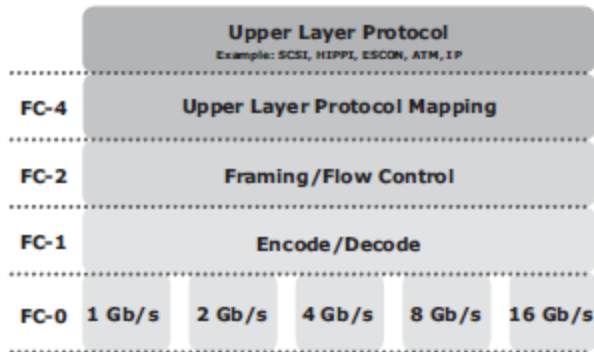 Upper Layer Protocol
Example: SCSI, HIPPI, ESCON, ATM, IP
FC-4 Upper Layer Protocol Mapping
FC-2 Framing/Flow Control
FC-1 Encode/Decode
FC-0 1 Gb/s 2 Gb/s 4 Gb/s 8 Gb/s 16 Gb/s